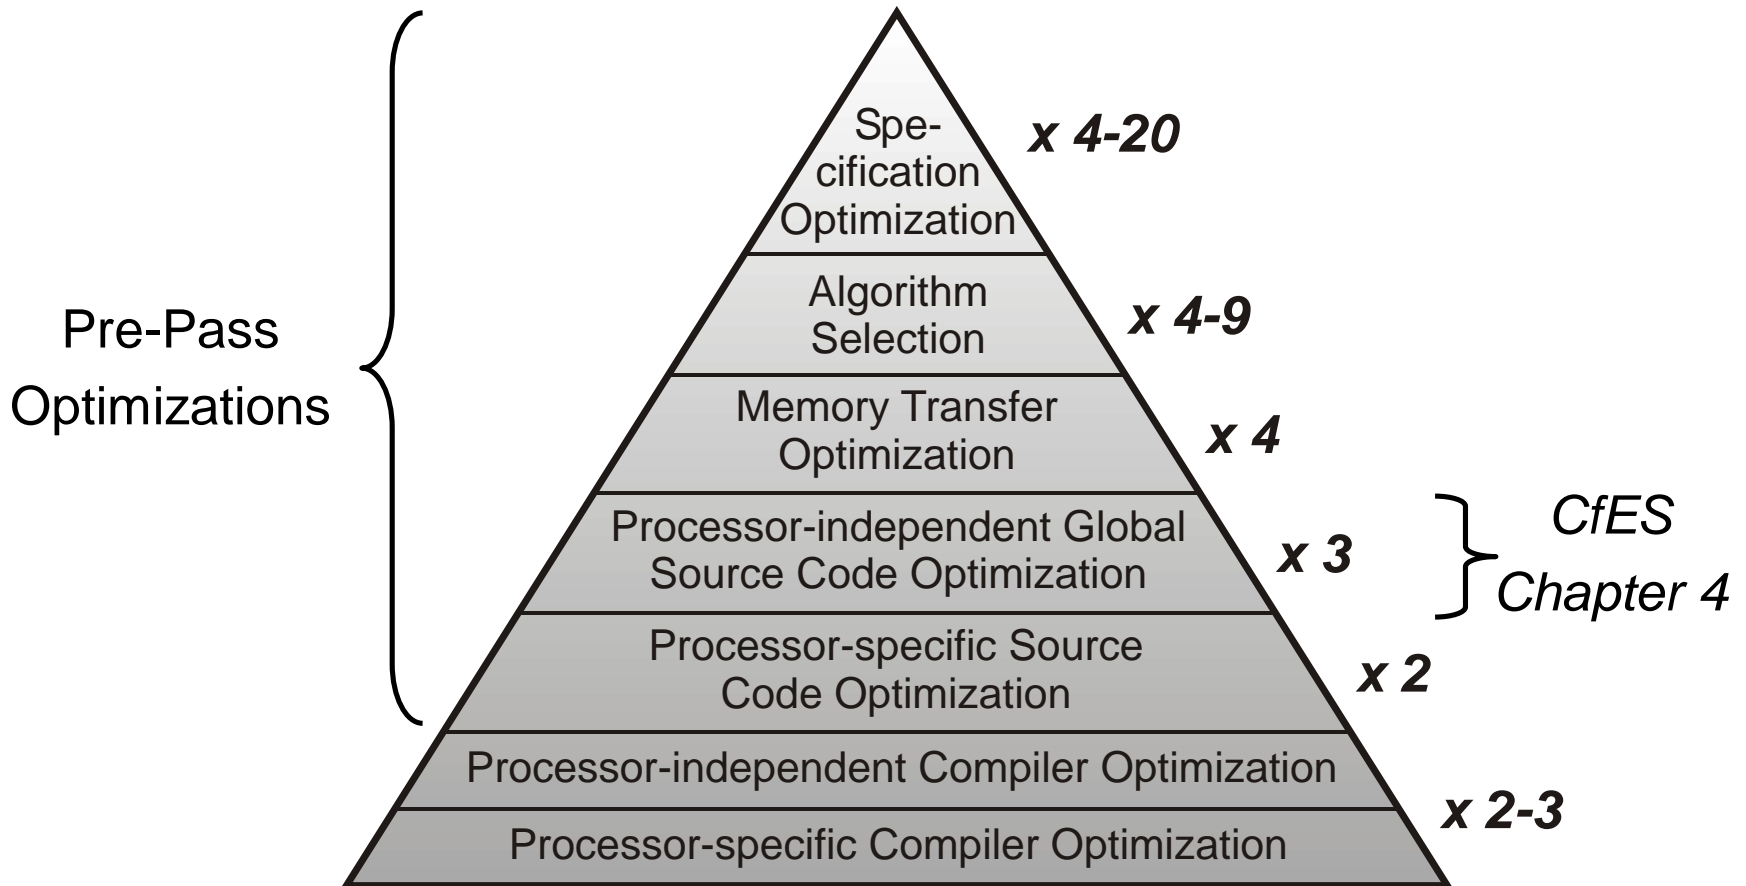 Spe-
cification
Optimization
x 4-20
Algorithm
Selection
x 4-9
Pre-Pass
Optimizations
Memory Transfer
Optimization
x 4
Processor-independent Global
Source Code Optimization
x 3
CfES
Chapter 4
Processor-specific Source
Code Optimization
x 2
Processor-independent Compiler Optimization
x 2-3
Processor-specific Compiler Optimization